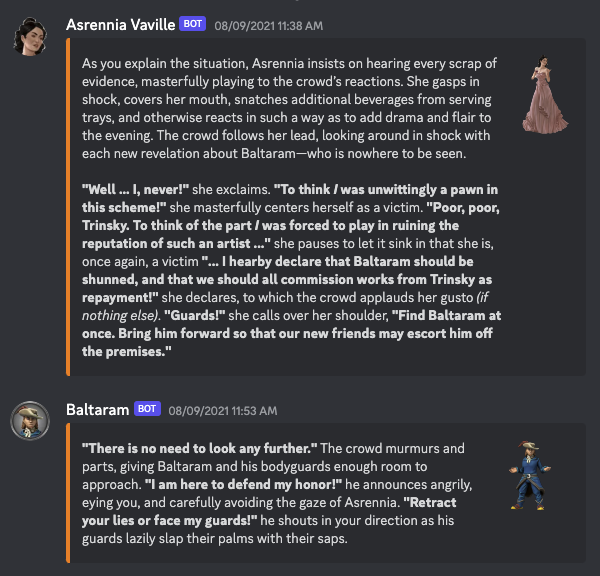 Asrennia Vaville BOT 08/09/2021 11:38 AM
As you explain the situation, Asrennia insists on hearing every scrap of
evidence, masterfully playing to the crowd's reactions. She gasps in
shock, covers her mouth, snatches additional beverages from serving
trays, and otherwise reacts in such a way as to add drama and flair to
the evening. The crowd follows her lead, looking around in shock with
each new revelation about Baltaram—who is nowhere to be seen.
"Well ... I, never!" she exclaims. "To think I was unwittingly a pawn in
this scheme!" she masterfully centers herself as a victim. "Poor, poor,
Trinsky. To think of the part I was forced to play in ruining the
reputation of such an artist ..." she pauses to let it sink in that she is,
once again, a victim "... I hearby declare that Baltaram should be
shunned, and that we should all commission works from Trinsky as
repayment!" she declares, to which the crowd applauds her gusto (if
nothing else). "Guards!" she calls over her shoulder, "Find Baltaram at
once. Bring him forward so that our new friends may escort him off
the premises."
Baltaram BOT 08/09/2021 11:53 AM
"There is no need to look any further." The crowd murmurs and
parts, giving Baltaram and his bodyguards enough room to
approach. "I am here to defend my honor!" he announces angrily,
eying you, and carefully avoiding the gaze of Asrennia. "Retract
your lies or face my guards!" he shouts in your direction as his
guards lazily slap their palms with their saps.